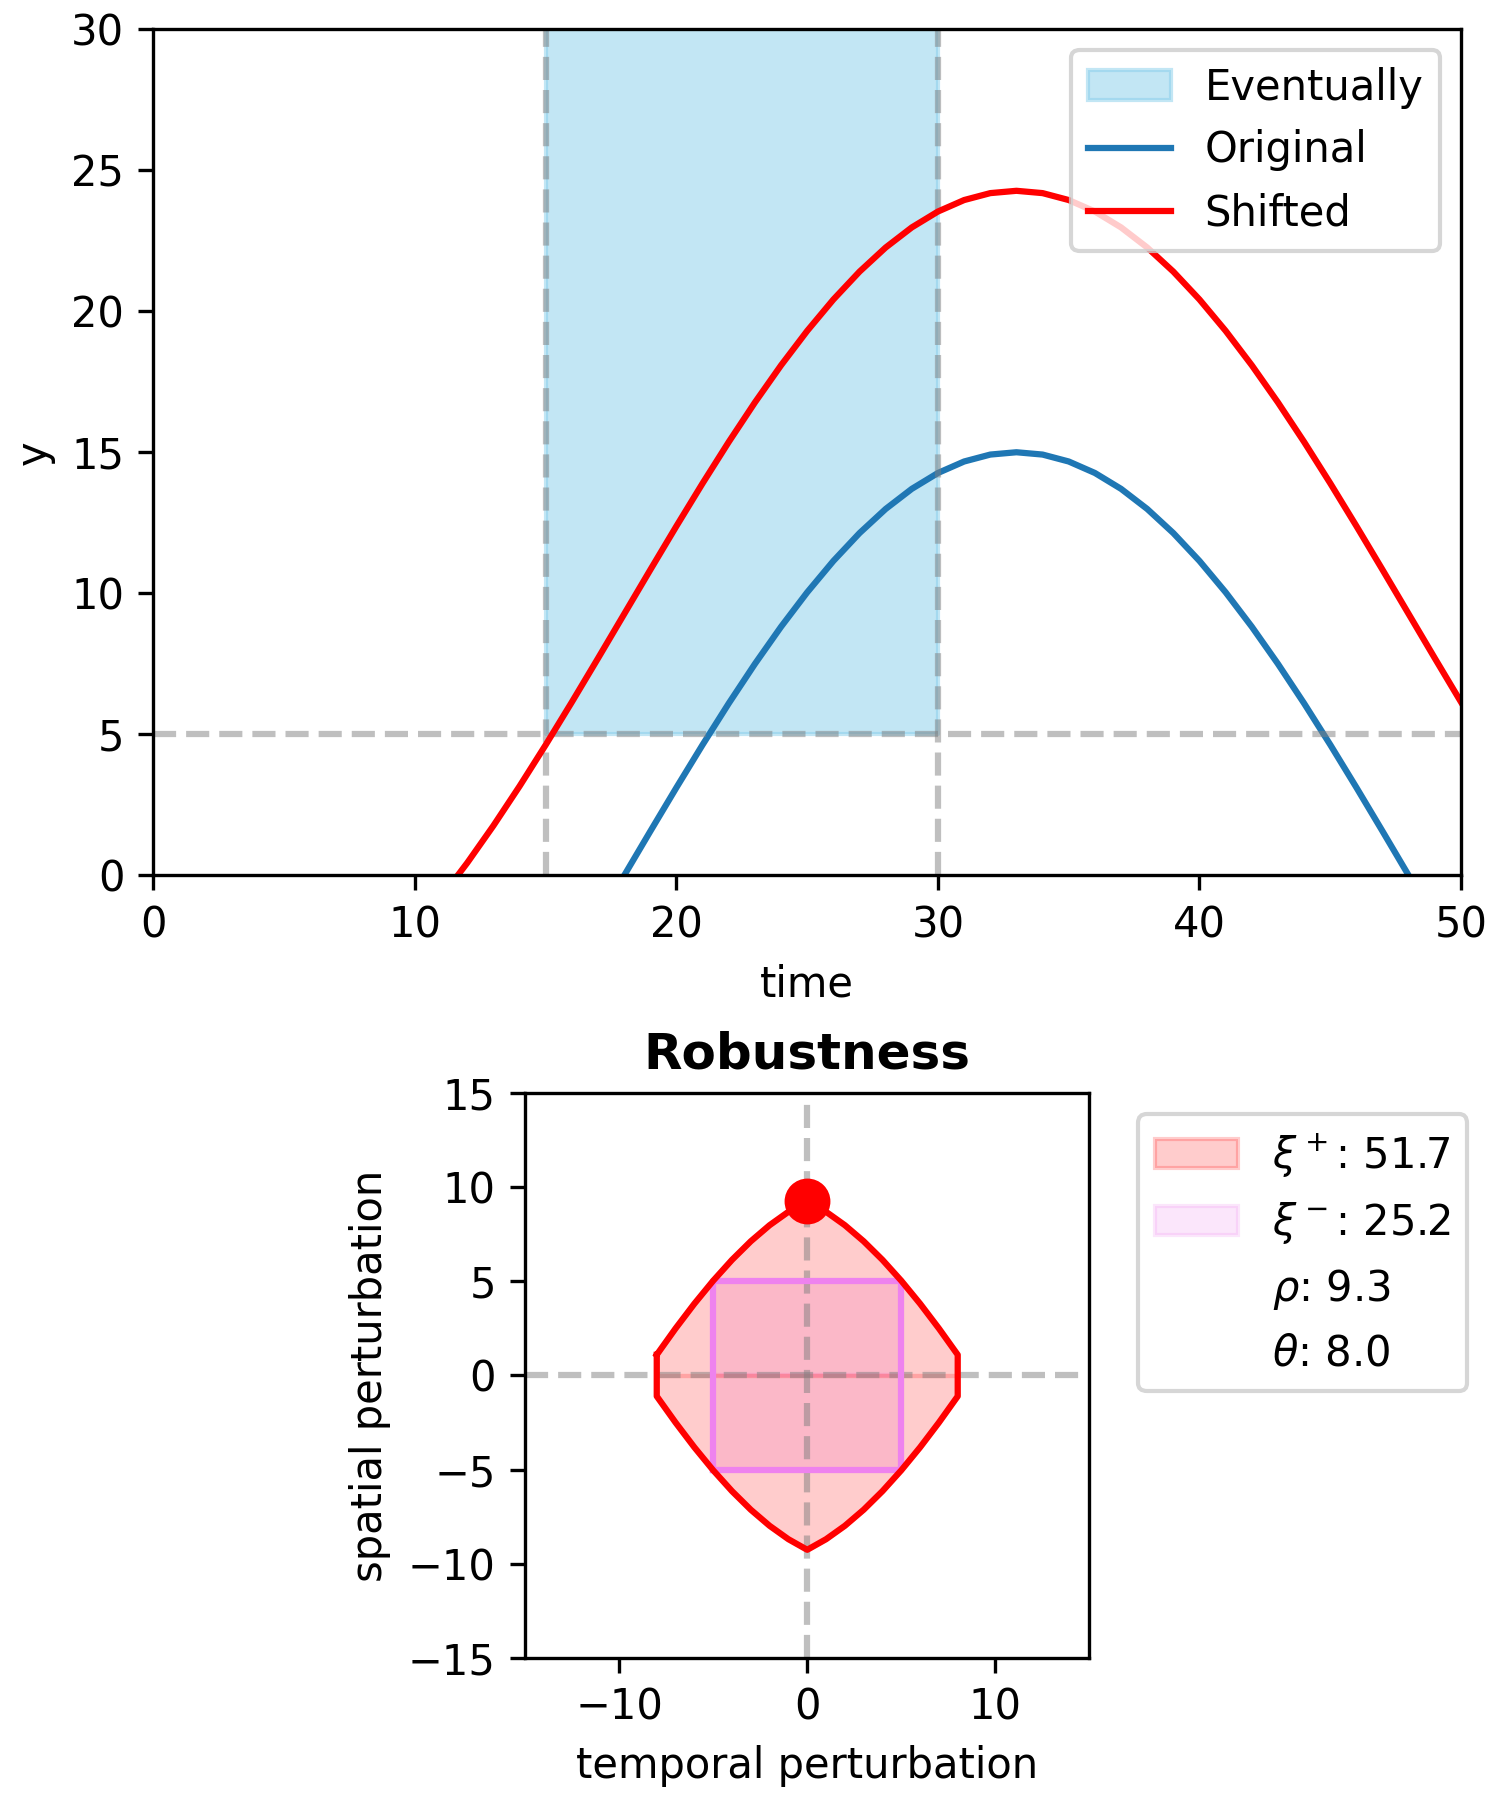 30
25
20
15
10
5
0
y
0 10 20 30 40 50
time
Eventually
Original
Shifted
Robustness
15
10
5
0
−5
−10
−15
spatial perturbation
−10 0 10
temporal perturbation
ξ⁺: 51.7
ξ⁻: 25.2
ρ: 9.3
θ: 8.0